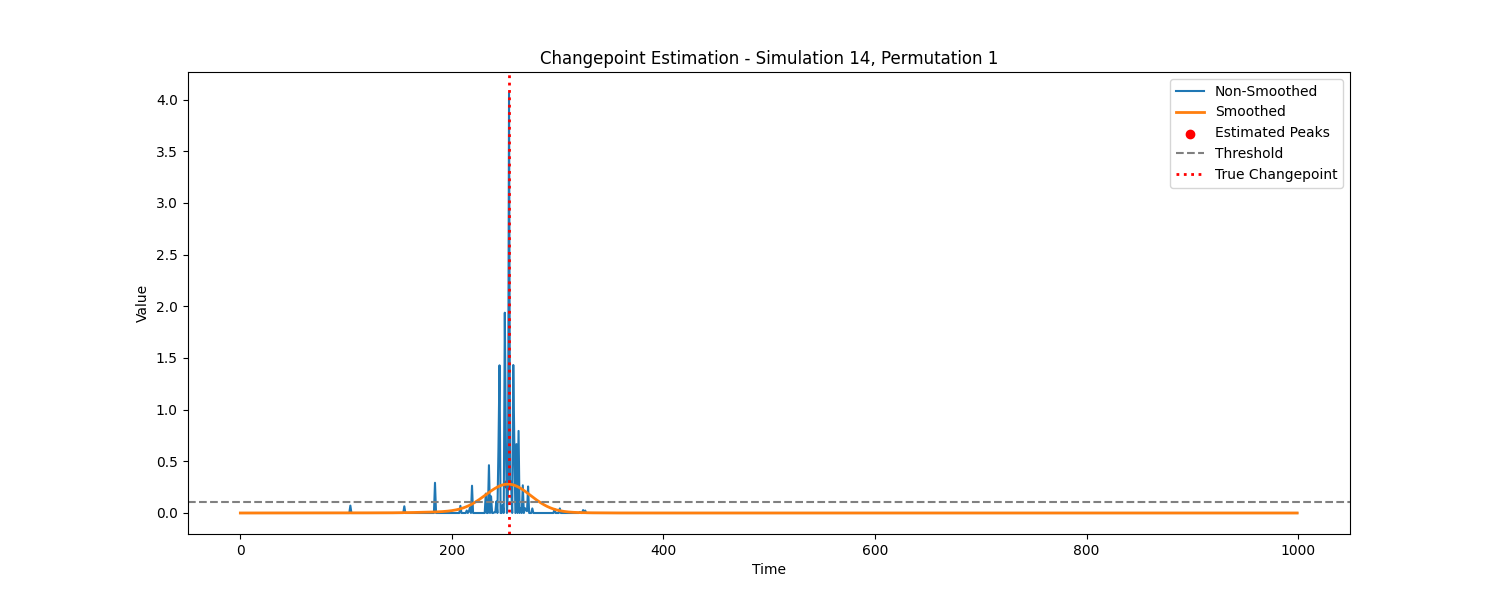 Changepoint Estimation - Simulation 14, Permutation 1
Non-Smoothed
Smoothed
Estimated Peaks
Threshold
True Changepoint
4.0
3.5
3.0
2.5
2.0
1.5
1.0
0.5
0.0
Value
0 200 400 600 800 1000
Time